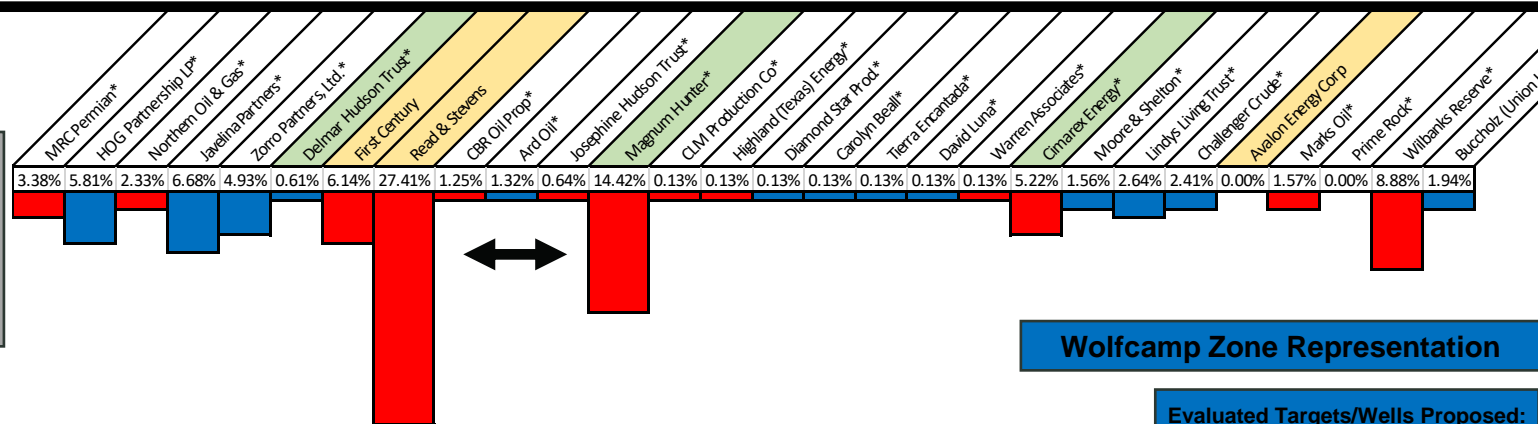 MRC Permian*
HOG Partnership LP*
Northern Oil & Gas*
Javelina Partners*
Zorro Partners, Ltd.*
Delmar Hudson Trust*
First Century
Read & Stevens
CBR Oil Prop*
Ard Oil*
Josephine Hudson Trust*
Magnum Hunter*
CLM Production Co*
Highland (Texas) Energy*
Diamond Star Prod.*
Carolyn Beall*
Tierra Encantada*
David Luna*
Warren Associates*
Cimarex Energy*
Moore & Shelton*
Lindys Living Trust*
Challenger Crude*
Avalon Energy Corp
Marks Oil*
Prime Rock*
Wilbanks Reserve*
Buccholz (Union
3.38% 5.81% 2.33% 6.68% 4.93% 0.61% 6.14% 27.41% 1.25% 1.32% 0.64% 14.42% 0.13% 0.13% 0.13% 0.13% 0.13% 0.13% 0.13% 5.22% 1.56% 2.64% 2.41% 0.00% 1.57% 0.00% 8.88% 1.94%
Wolfcamp Zone Representation
Evaluated Targets/Wells Proposed: